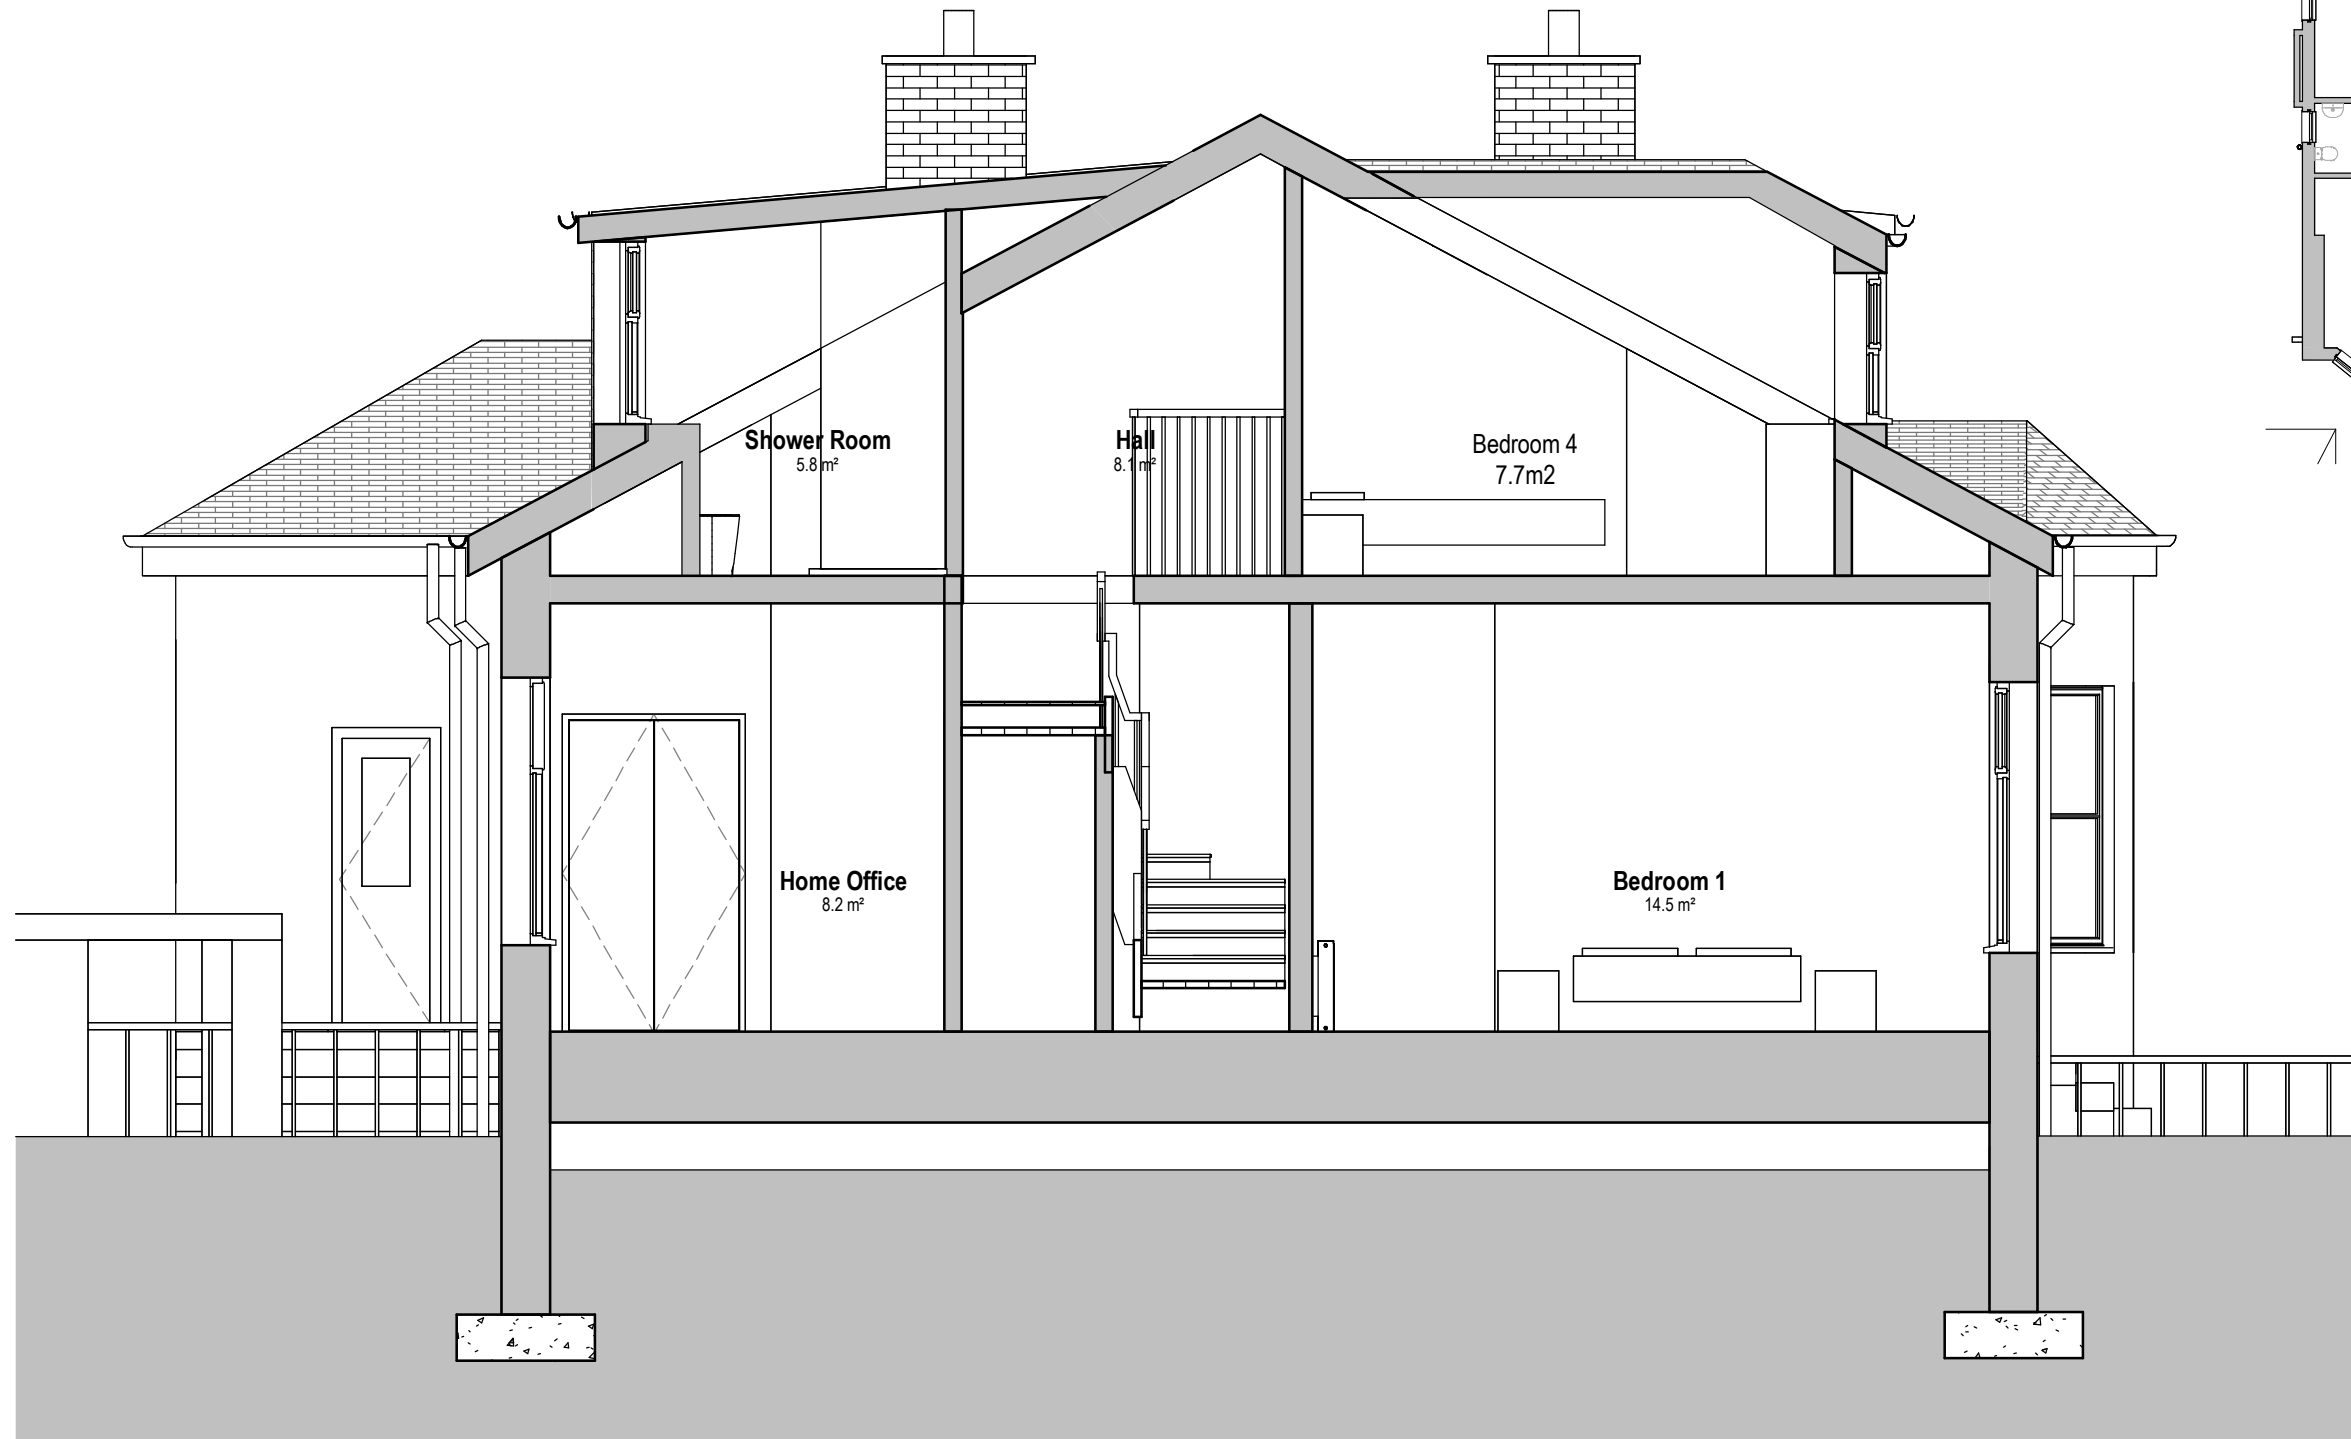 Shower Room
5.8 m²
Hall
8.1 m²
Bedroom 4
7.7m2
Home Office
8.2 m²
Bedroom 1
14.5 m²